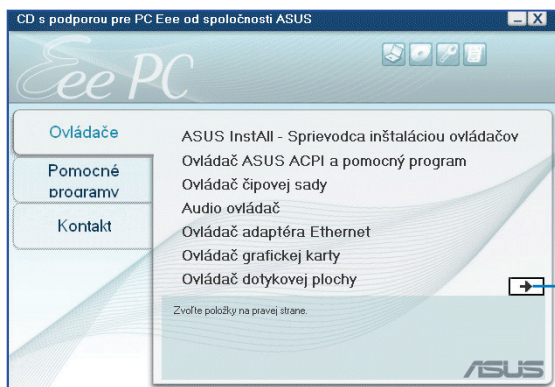 CD s podporou pre PC Eee od spoločnosti ASUS
Eee PC
Ovládače
Pomocné
programy
Kontakt
ASUS InstAll - Sprievodca inštaláciou ovládačov
Ovládač ASUS ACPI a pomocný program
Ovládač čipovej sady
Audio ovládač
Ovládač adaptéra Ethernet
Ovládač grafickej karty
Ovládač dotykovej plochy
Zvoľte položky na pravej strane.
ASUS